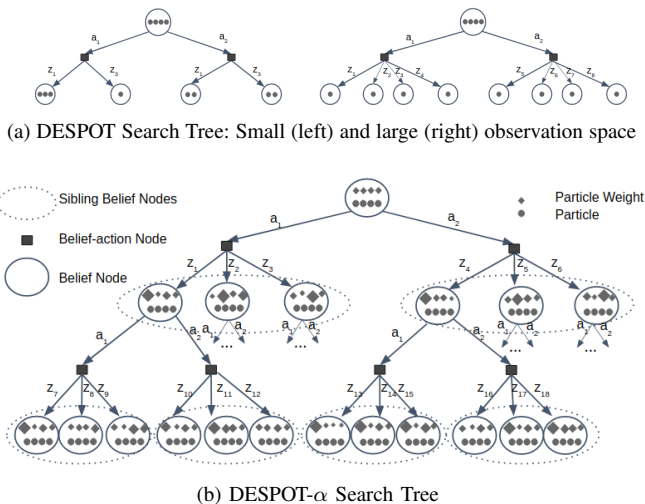 a₁ a₂ a₁ a₂
z₁ z₃ z₁ z₃ z₁ z₂ z₃ z₄ z₅ z₆ z₇ z₈
(a) DESPOT Search Tree: Small (left) and large (right) observation space
Sibling Belief Nodes
Belief-action Node
Belief Node
Particle Weight
Particle
a₁ a₂
z₁ z₂ z₃ z₄ z₅ z₆
a₁ a₂ a₁ a₂ a₁ a₂ a₁ a₂ a₁ a₂ a₁ a₂
... ... ... ...
z₇ z₈ z₉ z₁₀ z₁₁ z₁₂ z₁₃ z₁₄ z₁₅ z₁₆ z₁₇ z₁₈
(b) DESPOT-α Search Tree